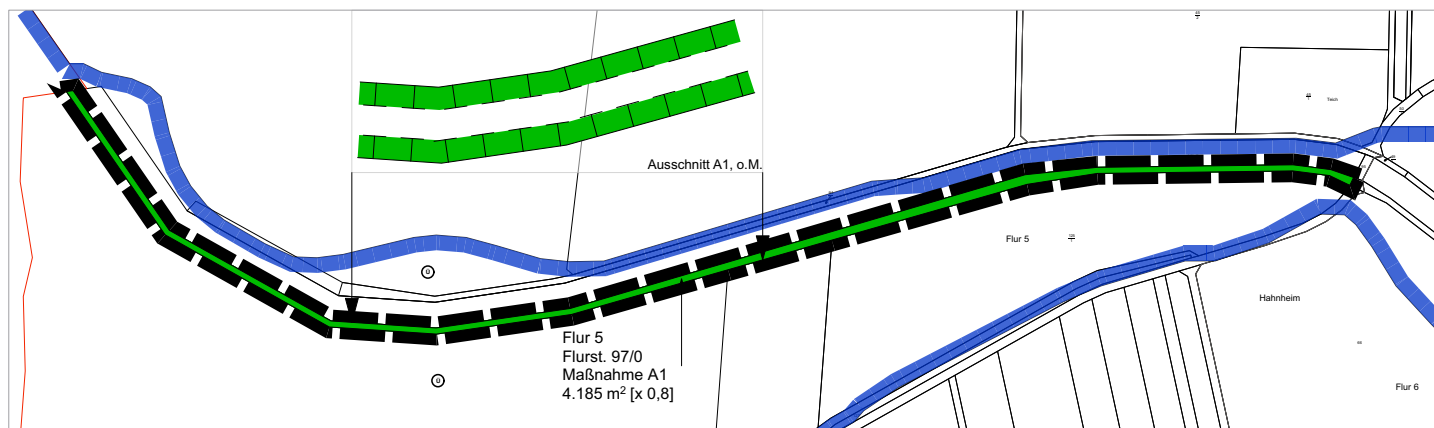 Ausschnitt A1, o.M.
Teich
Flur 5
Hahnheim
Flur 6
Flur 5
Flurst. 97/0
Maßnahme A1
4.185 m² [x 0,8]
Ü
Ü